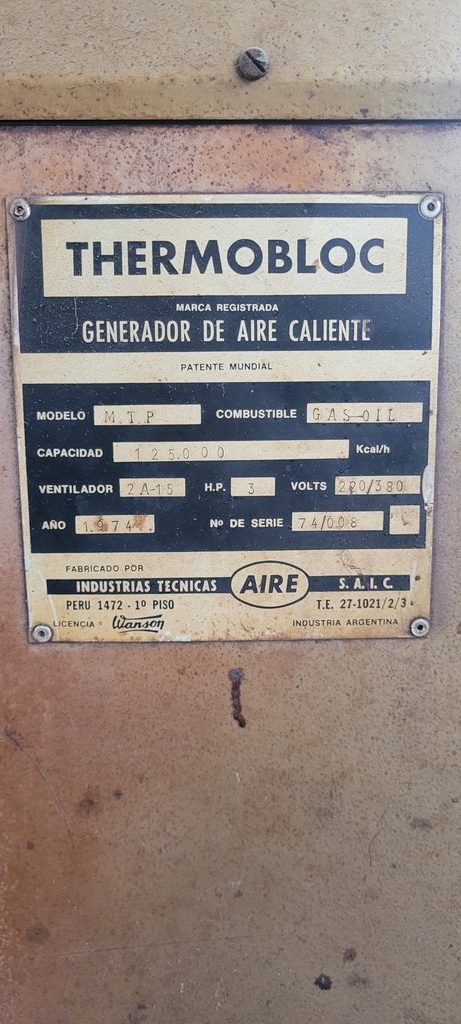 THERMOBLOC
MARCA REGISTRADA
GENERADOR DE AIRE CALIENTE
PATENTE MUNDIAL
MODELO M.T.P COMBUSTIBLE GAS-OIL
CAPACIDAD 125.000 Kcal/h
VENTILADOR 2A-15 H.P. 3 VOLTS 220/380
AÑO 1.974. Nº DE SERIE 74/008
FABRICADO POR
INDUSTRIAS TECNICAS AIRE S.A.I.C.
PERU 1472 - 1º PISO T.E. 27-1021/2/3
LICENCIA Wanson INDUSTRIA ARGENTINA